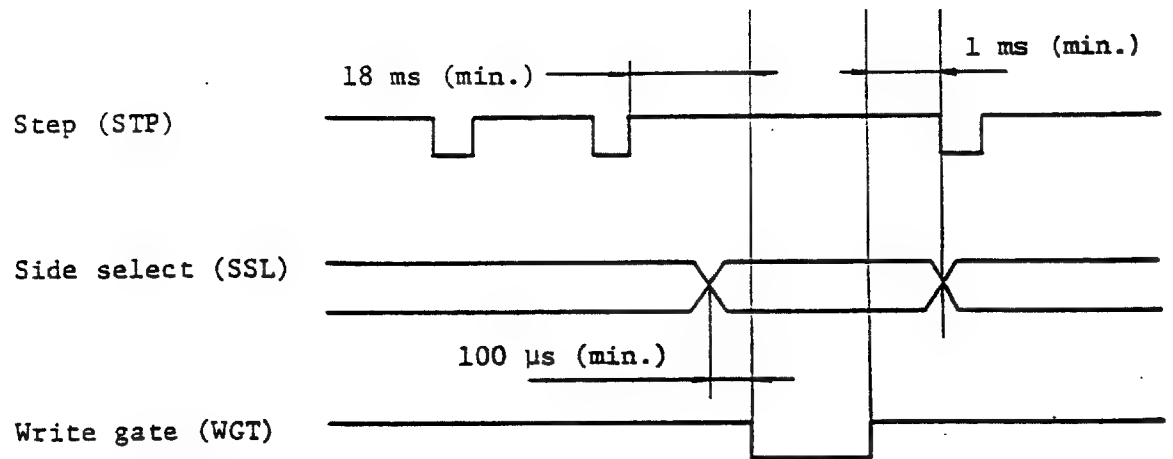 1 ms (min.)
18 ms (min.)
Step (STP)
Side select (SSL)
100 µs (min.)
Write gate (WGT)